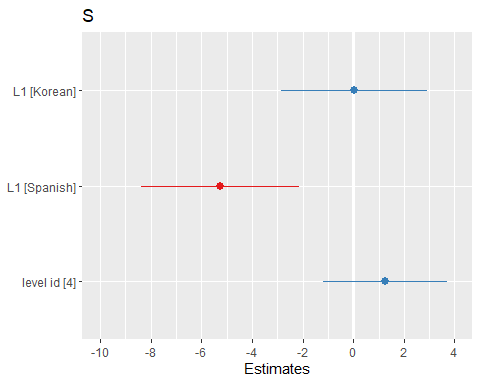 S
L1 [Korean]
L1 [Spanish]
level id [4]
-10 -8 -6 -4 -2 0 2 4
Estimates